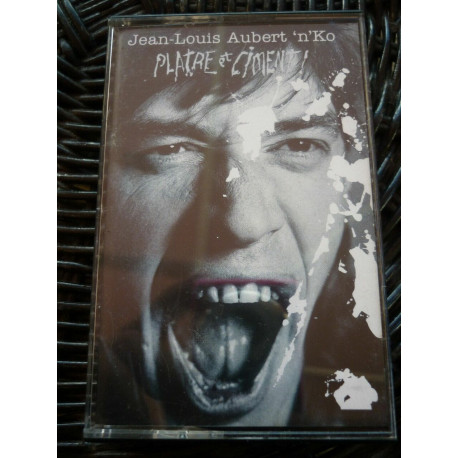 Jean-Louis Aubert 'n'Ko
PLATRE et CIMENT !